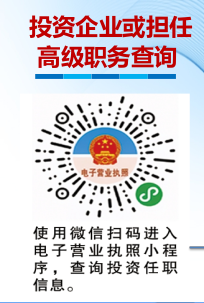 投资企业或担任
高级职务查询
电子营业执照
使用微信扫码进入
电子营业执照小程
序，查询投资任职
信息。